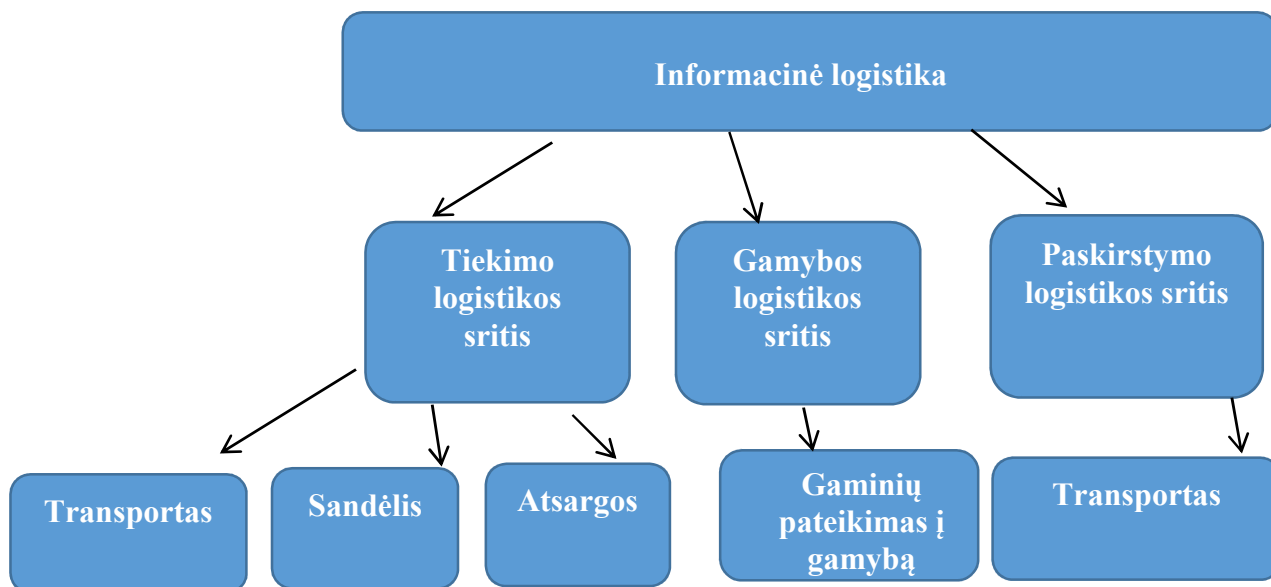 Informacinė logistika
Tiekimo
logistikos
sritis
Gamybos
logistikos
sritis
Paskirstymo
logistikos sritis
Transportas
Sandėlis
Atsargos
Gaminių
pateikimas į
gamybą
Transportas